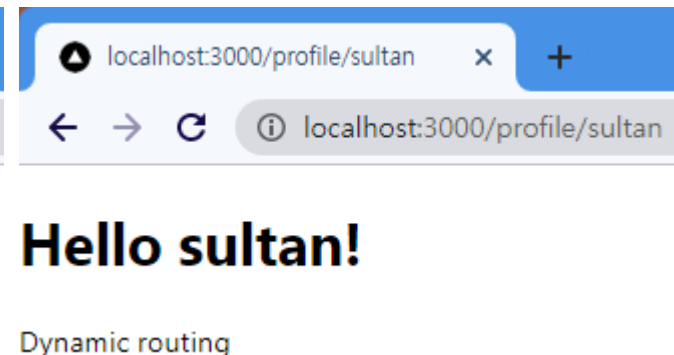 localhost:3000/profile/sultan
localhost:3000/profile/sultan
Hello sultan!
Dynamic routing